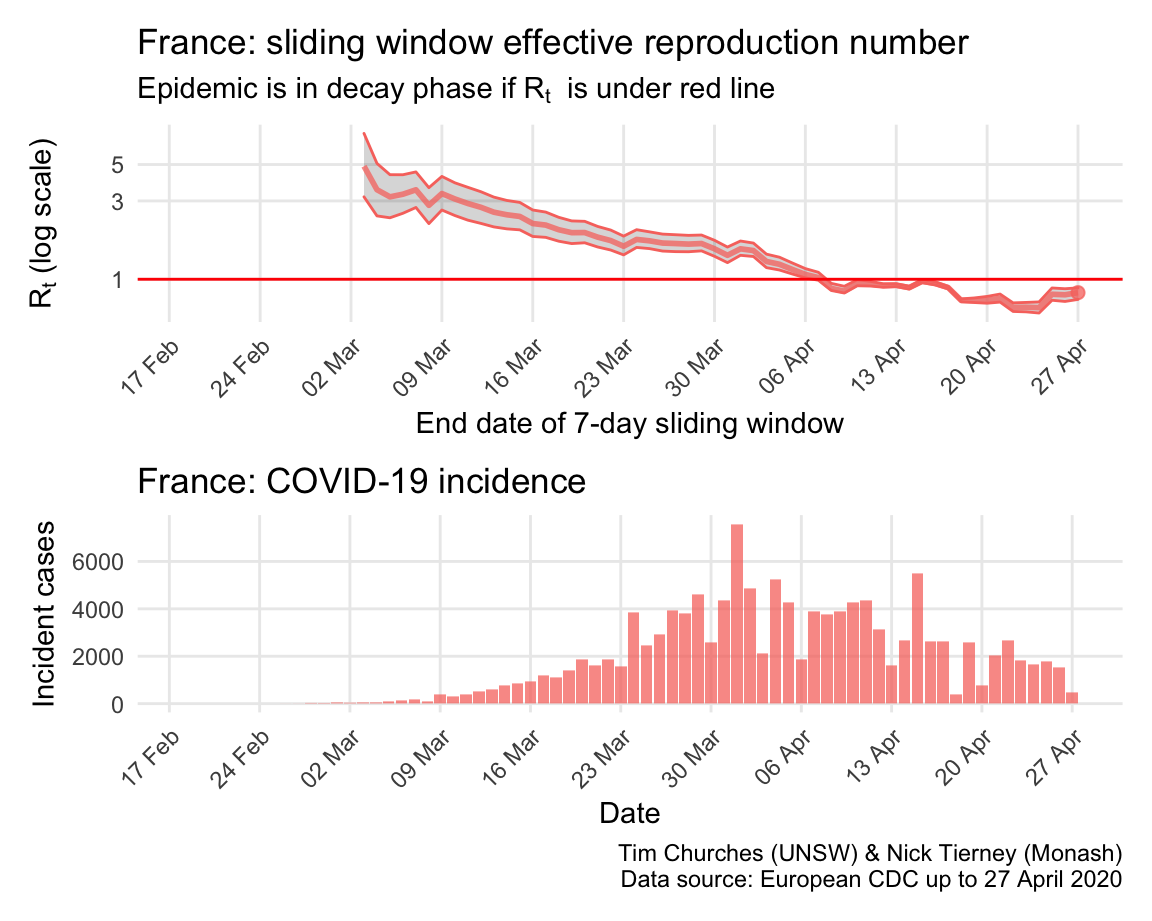 France: sliding window effective reproduction number
Epidemic is in decay phase if Rt is under red line
Rt (log scale)
5
3
1
17 Feb
24 Feb
02 Mar
09 Mar
16 Mar
23 Mar
30 Mar
06 Apr
13 Apr
20 Apr
27 Apr
End date of 7-day sliding window
France: COVID-19 incidence
Incident cases
6000
4000
2000
0
17 Feb
24 Feb
02 Mar
09 Mar
16 Mar
23 Mar
30 Mar
06 Apr
13 Apr
20 Apr
27 Apr
Date
Tim Churches (UNSW) & Nick Tierney (Monash)
Data source: European CDC up to 27 April 2020